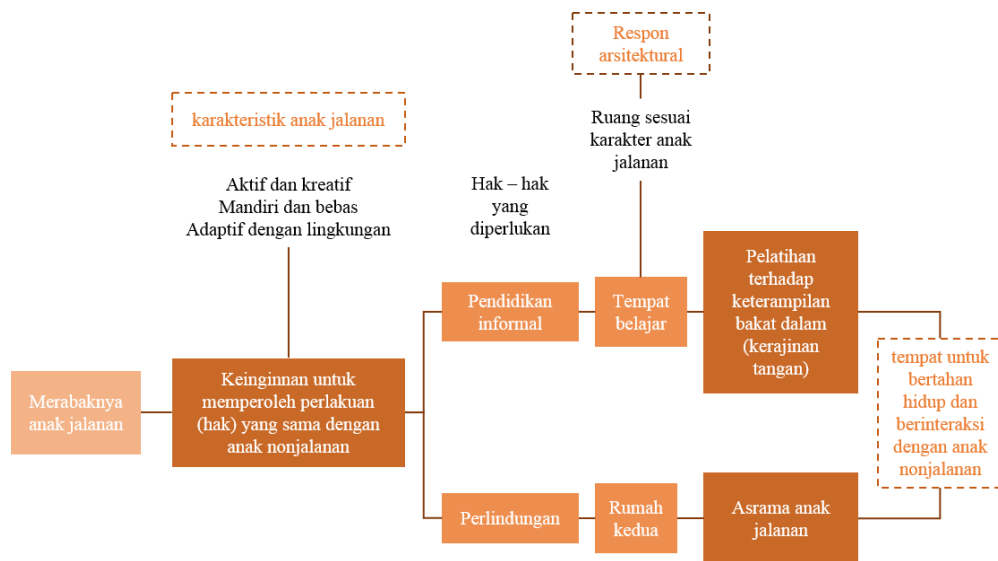 Respon
arsitektural
karakteristik anak jalanan
Ruang sesuai
karakter anak
jalanan
Aktif dan kreatif
Mandiri dan bebas
Adaptif dengan lingkungan
Hak – hak
yang
diperlukan
Merabaknya
anak jalanan
Keinginnan untuk
memperoleh perlakuan
(hak) yang sama dengan
anak nonjalanan
Pendidikan
informal
Tempat
belajar
Pelatihan
terhadap
keterampilan
bakat dalam
(kerajinan
tangan)
Perlindungan
Rumah
kedua
Asrama anak
jalanan
tempat untuk
bertahan
hidup dan
berinteraksi
dengan anak
nonjalanan